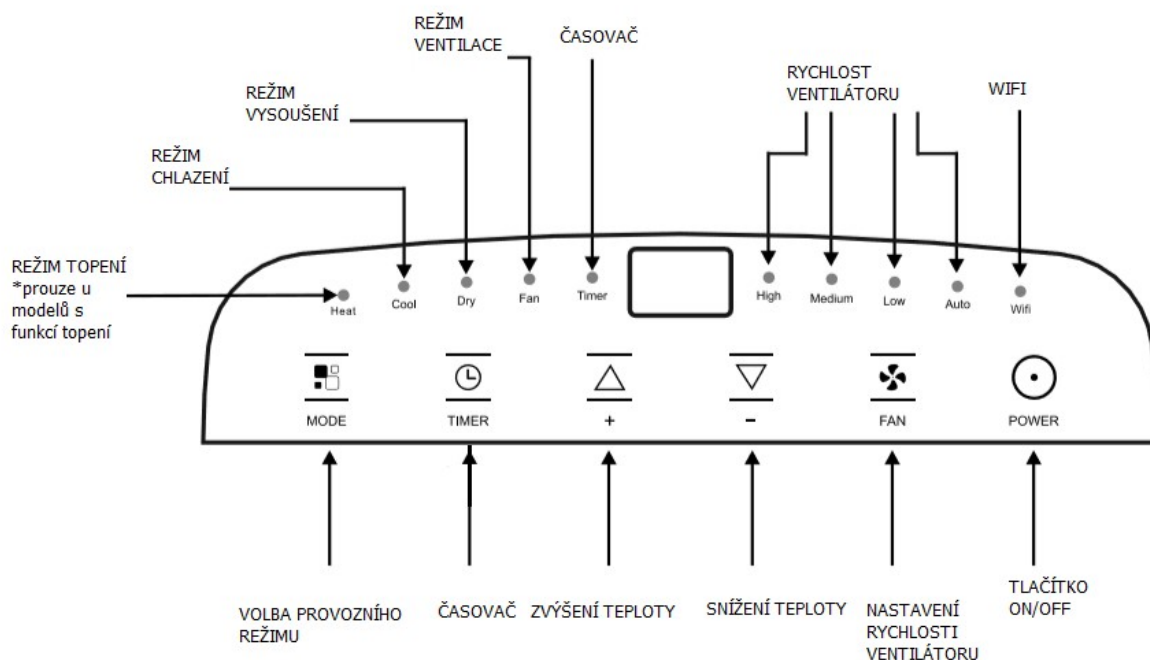 REŽIM
VENTILACE
ČASOVAČ
RYCHLOST
VENTILÁTORU
WIFI
REŽIM
VYSOUŠENÍ
REŽIM
CHLAZENÍ
REŽIM TOPENÍ
*prouze u
modelů s
funkcí topení
Heat
Cool
Dry
Fan
Timer
High
Medium
Low
Auto
Wifi
MODE
TIMER
+
−
FAN
POWER
VOLBA PROVOZNÍHO
REŽIMU
ČASOVAČ
ZVÝŠENÍ TEPLOTY
SNÍŽENÍ TEPLOTY
NASTAVENÍ
RYCHLOSTI
VENTILÁTORU
TLAČÍTKO
ON/OFF